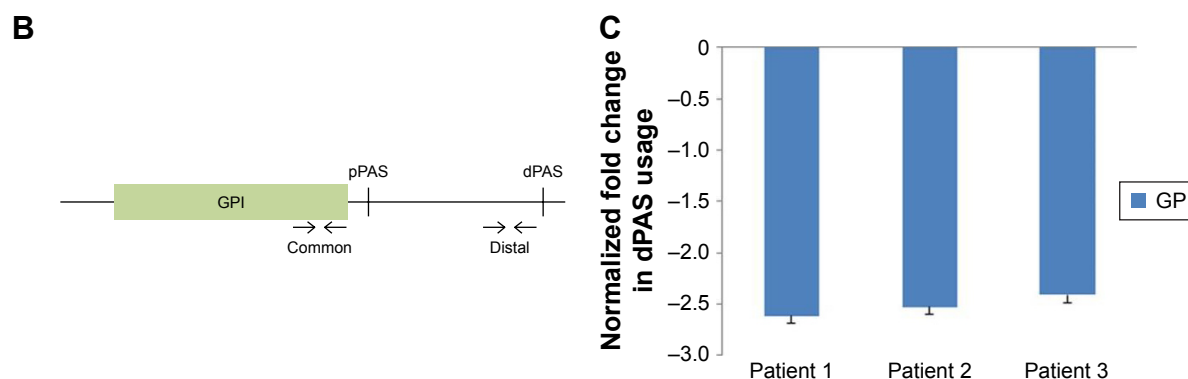 B
GPI
pPAS
dPAS
Common
Distal
C
Normalized fold change
in dPAS usage
0
–0.5
–1.0
–1.5
–2.0
–2.5
–3.0
Patient 1
Patient 2
Patient 3
GP